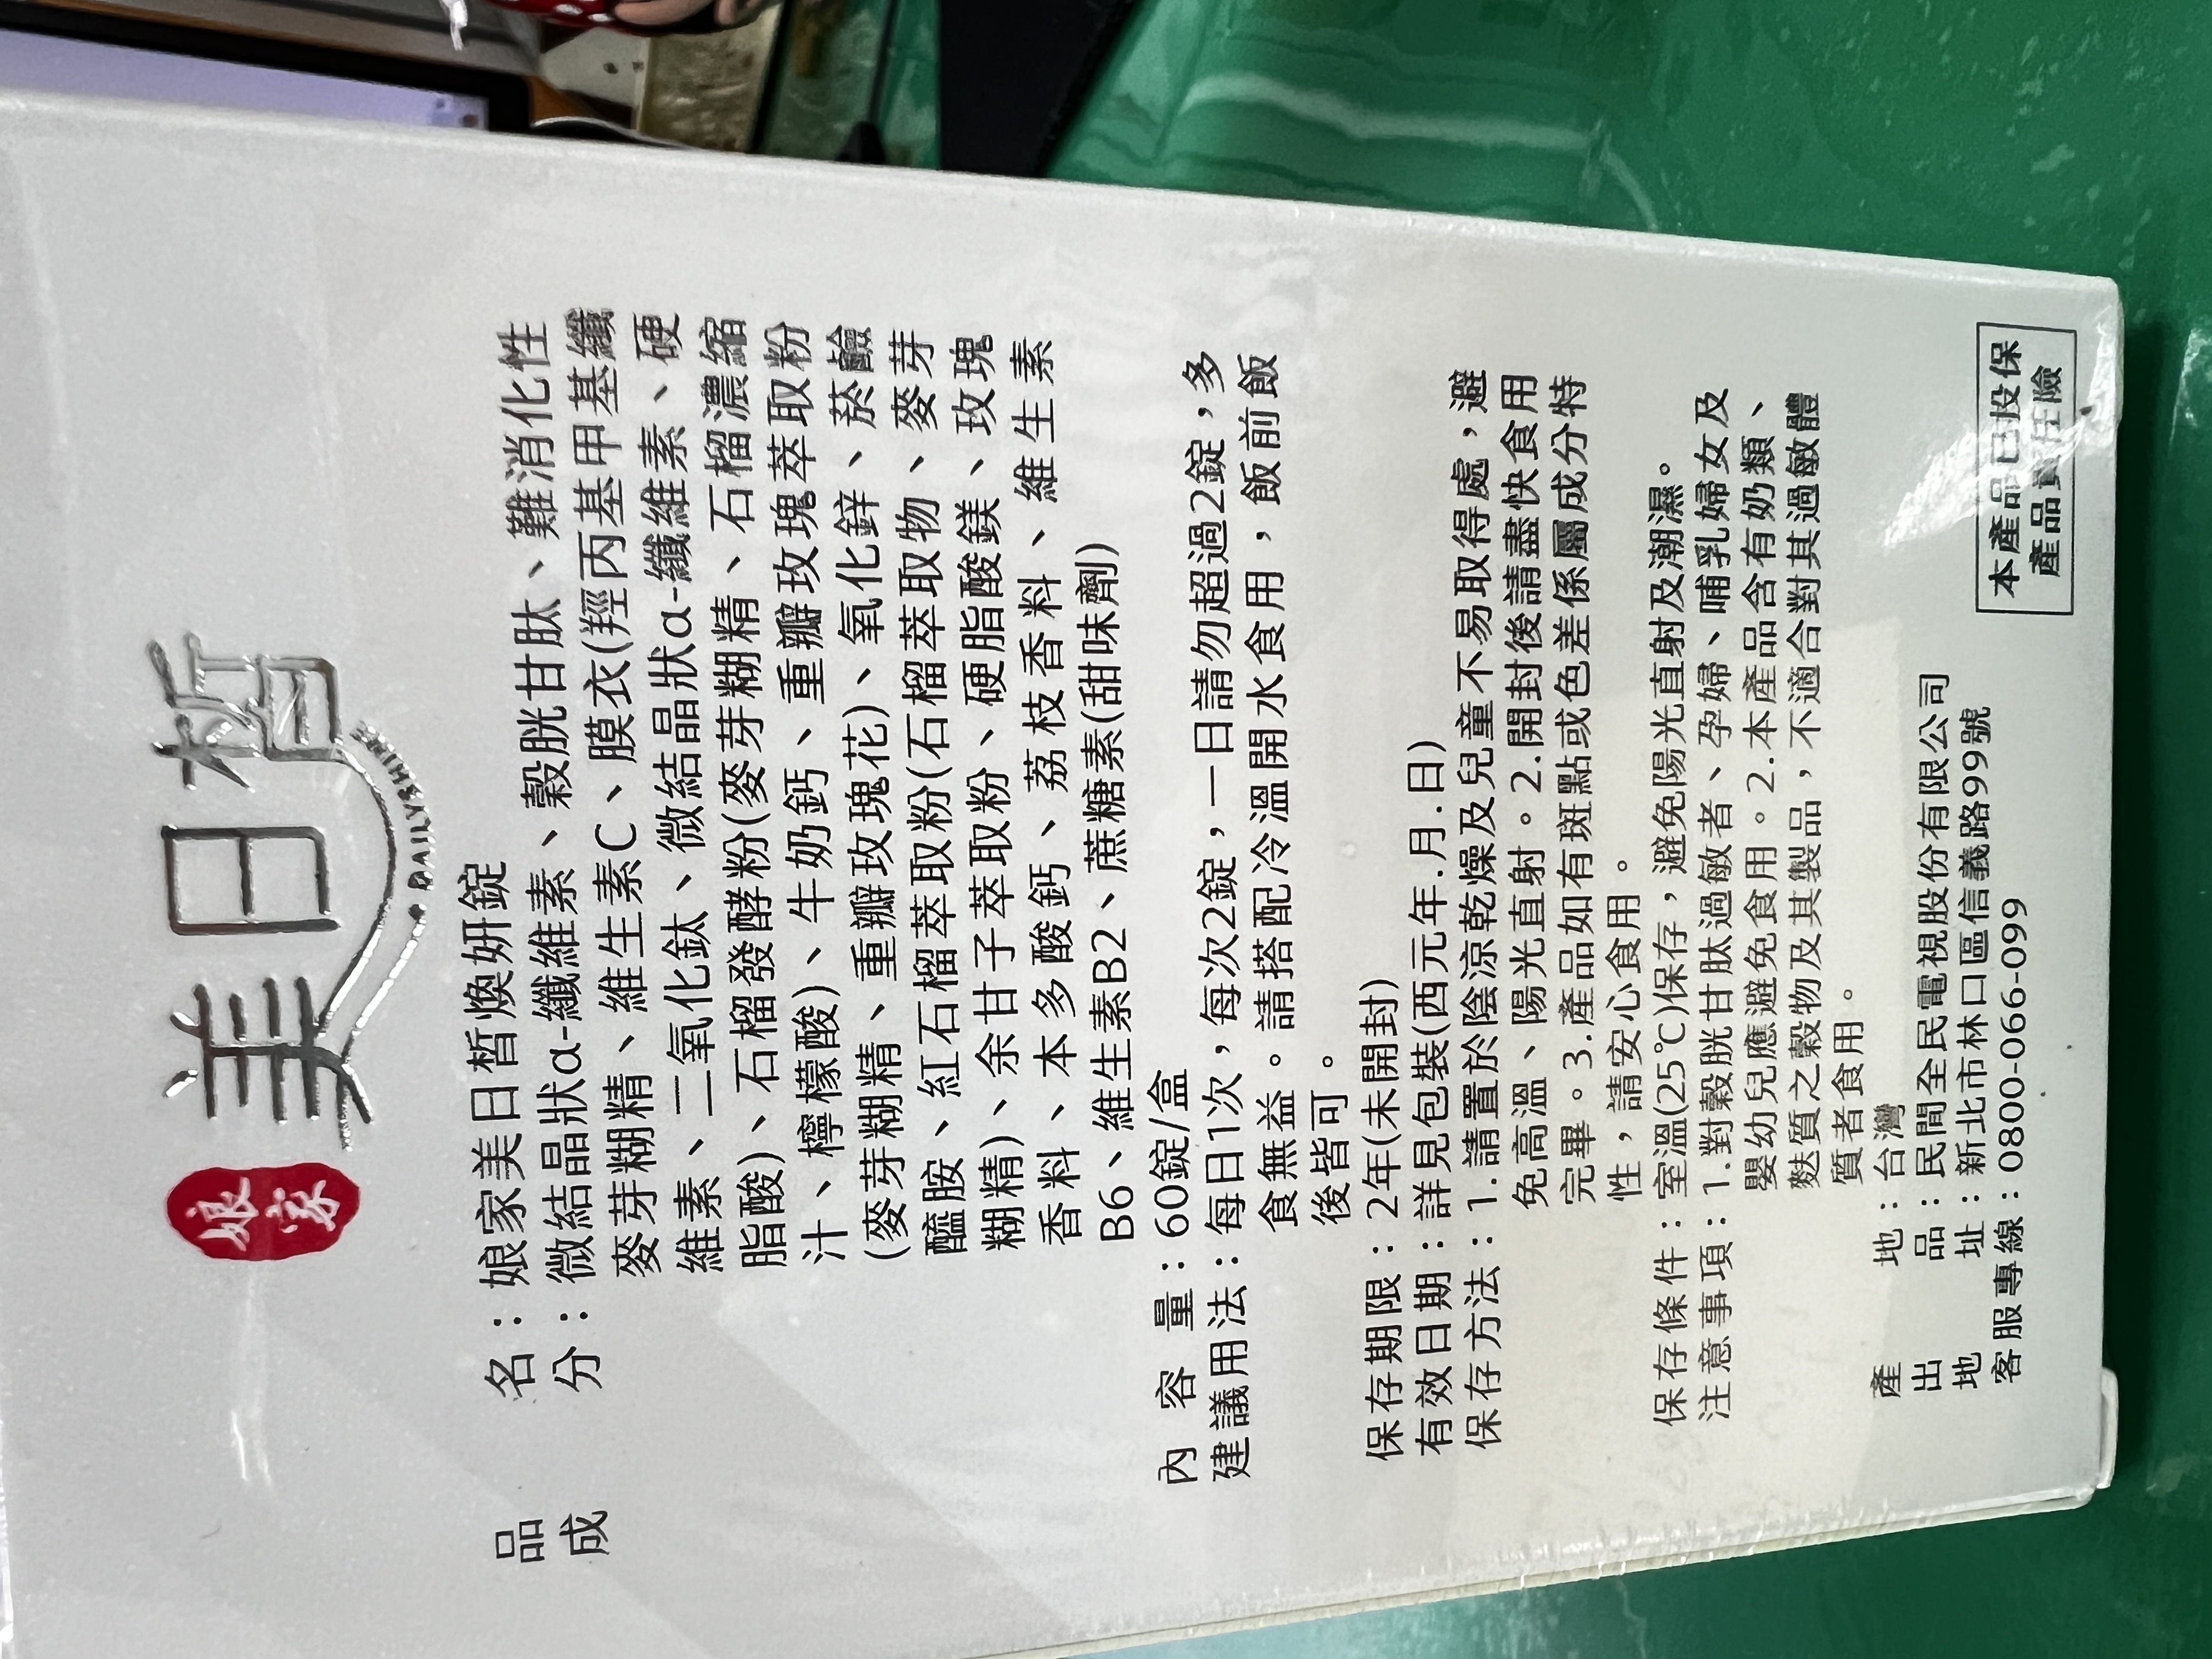 娘家
美日皙
DAILYSHINE
品名：娘家美日皙煥妍錠
成分：微結晶狀α-纖維素、穀胱甘肽、難消化性
麥芽糊精、維生素C、膜衣(羥丙基甲基纖
維素、二氧化鈦、微結晶狀α-纖維素、硬
脂酸)、石榴發酵粉(麥芽糊精、石榴濃縮
汁、檸檬酸)、牛奶鈣、重瓣玫瑰萃取粉
(麥芽糊精、重瓣玫瑰花)、氧化鋅、菸鹼
醯胺、紅石榴萃取粉(石榴萃取物、麥芽
糊精)、余甘子萃取粉、硬脂酸鎂、玫瑰
香料、本多酸鈣、荔枝香料、維生素
B6、維生素B2、蔗糖素(甜味劑)
內容量：60錠/盒
建議用法：每日1次，每次2錠，一日請勿超過2錠，多
食無益。請搭配冷溫開水食用，飯前飯
後皆可。
保存期限：2年(未開封)
有效日期：詳見包裝(西元年.月.日)
保存方法：1.請置於陰涼乾燥及兒童不易取得處，避
免高溫、陽光直射。2.開封後請盡快食用
完畢。3.產品如有斑點或色差係屬成分特
性，請安心食用。
保存條件：室溫(25℃)保存，避免陽光直射及潮濕。
注意事項：1.對穀胱甘肽過敏者、孕婦、哺乳婦女及
嬰幼兒應避免食用。2.本產品含有奶類、
麩質之穀物及其製品，不適合對其過敏體
質者食用。
產地：台灣
出品：民間全民電視股份有限公司
地址：新北市林口區信義路99號
客服專線：0800-066-099
本產品已投保
產品責任險